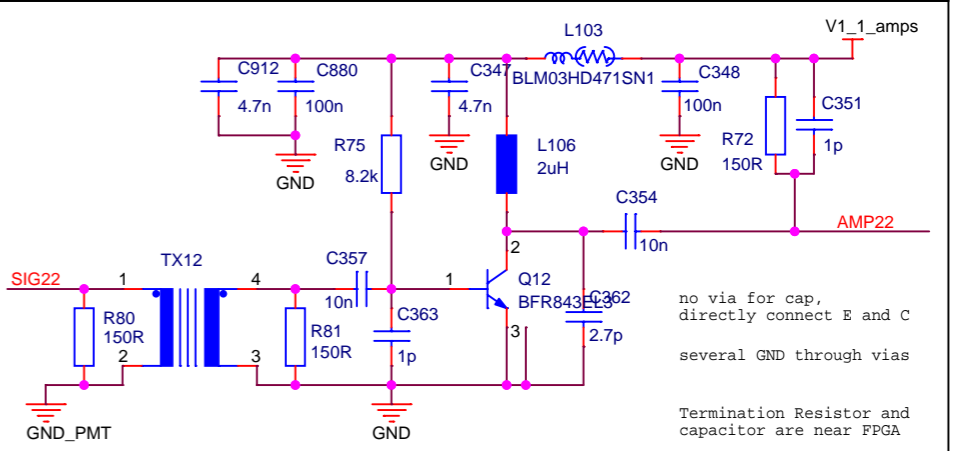 L103
V1_1_amps
C912
4.7n
C880
100n
C347
4.7n
BLM03HD471SN1
C348
100n
C351
1p
R72
150R
GND
R75
8.2k
GND
L106
2uH
GND
C354
10n
AMP22
SIG22
TX12
1
4
C357
10n
1
2
Q12
BFR843EL3
3
C362
2.7p
R80
150R
2
3
R81
150R
C363
1p
GND_PMT
GND
no via for cap,
directly connect E and C
several GND through vias
Termination Resistor and
capacitor are near FPGA